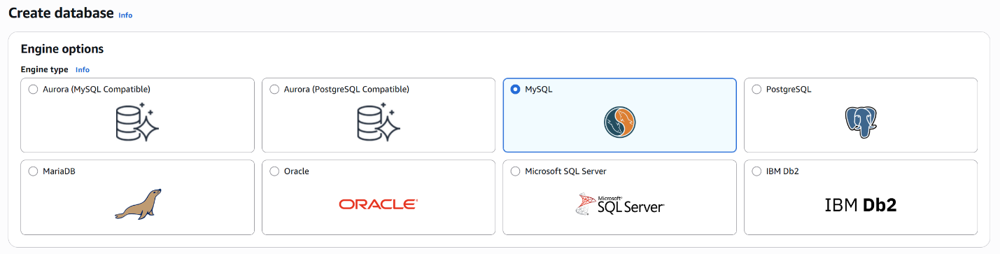 Create database Info
Engine options
Engine type Info
Aurora (MySQL Compatible)
Aurora (PostgreSQL Compatible)
MySQL
PostgreSQL
MariaDB
Oracle
ORACLE
Microsoft SQL Server
Microsoft
SQL Server
IBM Db2
IBM Db2